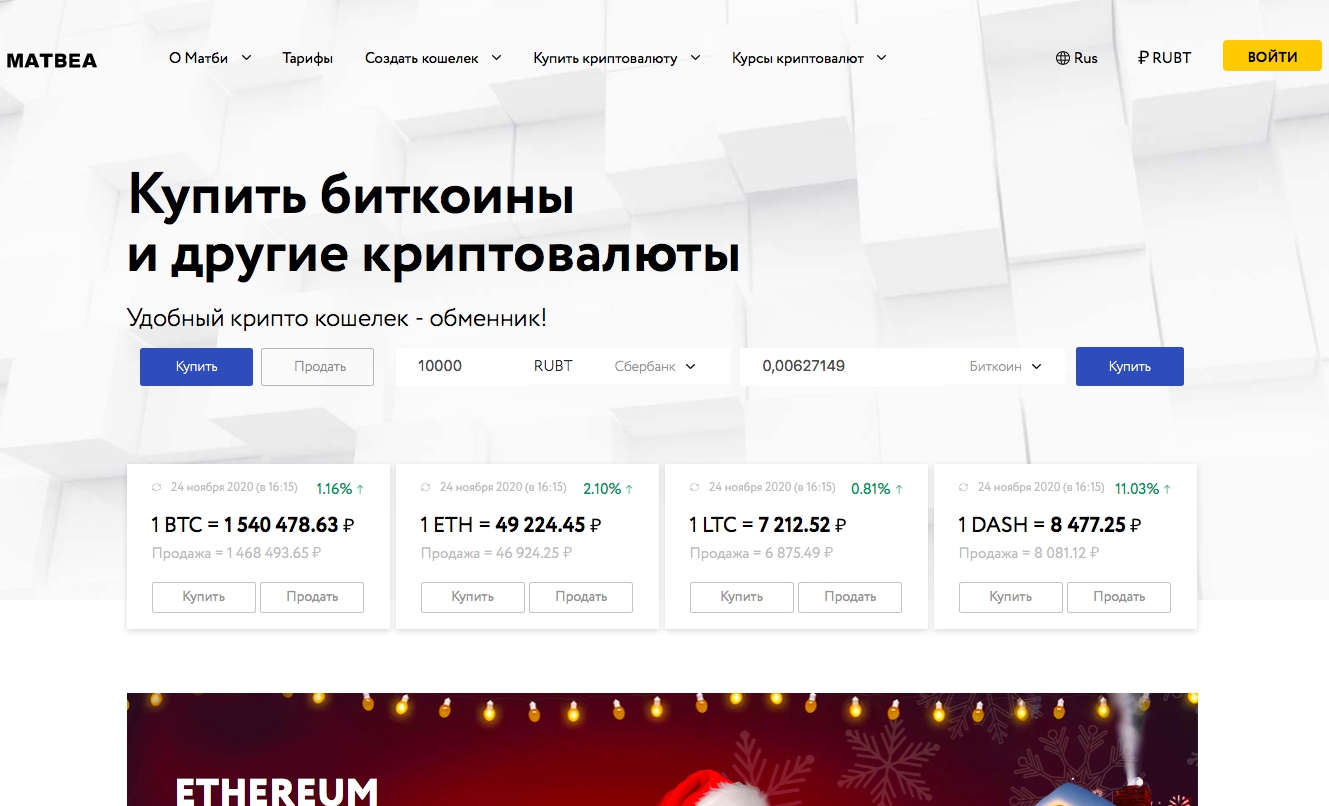 MATBEA
О Матби
Тарифы
Создать кошелек
Купить криптовалюту
Курсы криптовалют
Rus
₽ RUBT
ВОЙТИ
Купить биткоины
и другие криптовалюты
Удобный крипто кошелек - обменник!
Купить
Продать
10000
RUBT
Сбербанк
0,00627149
Биткоин
Купить
24 ноября 2020 (в 16:15) 1.16% ↑
1 BTC = 1 540 478.63 ₽
Продажа = 1 468 493.65 ₽
Купить
Продать
24 ноября 2020 (в 16:15) 2.10% ↑
1 ETH = 49 224.45 ₽
Продажа = 46 924.25 ₽
Купить
Продать
24 ноября 2020 (в 16:15) 0.81% ↑
1 LTC = 7 212.52 ₽
Продажа = 6 875.49 ₽
Купить
Продать
24 ноября 2020 (в 16:15) 11.03% ↑
1 DASH = 8 477.25 ₽
Продажа = 8 081.12 ₽
Купить
Продать
ETHEREUM